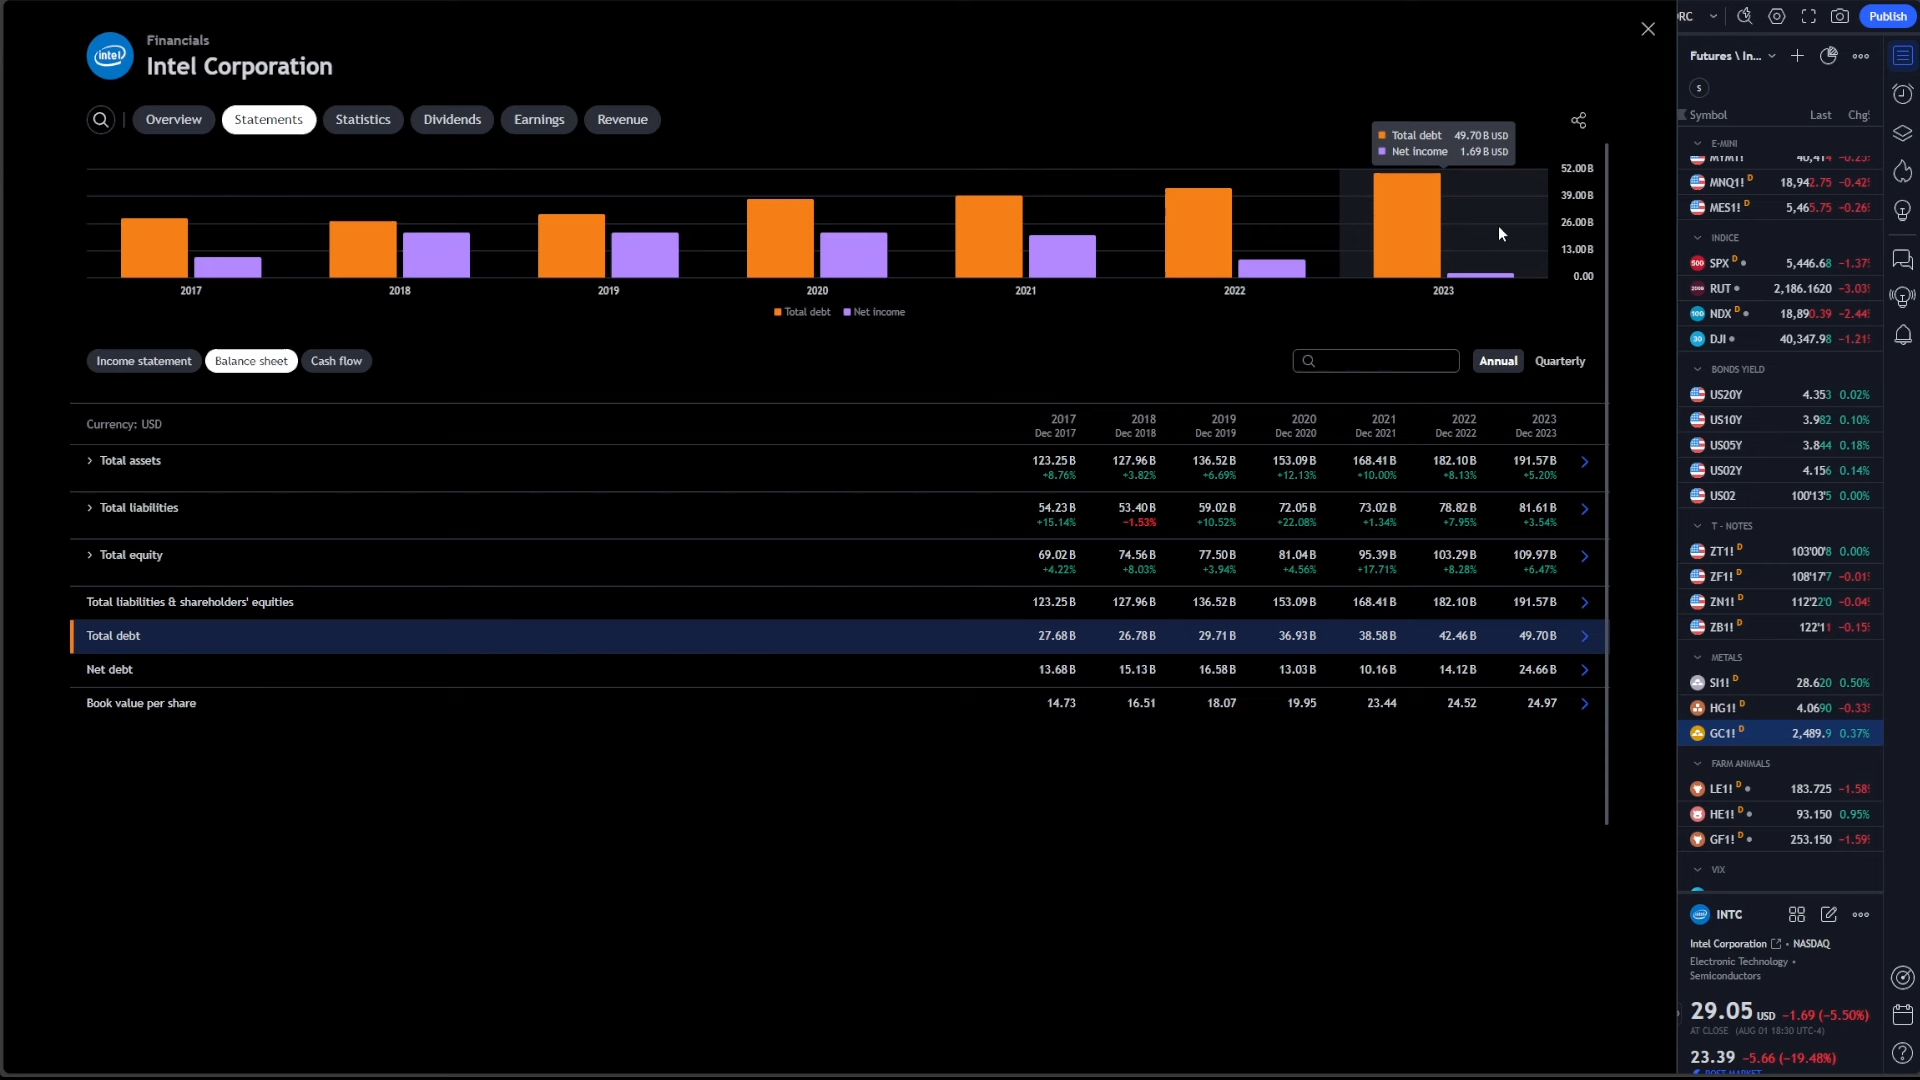 Financials
Intel Corporation
Overview Statements Statistics Dividends Earnings Revenue
Total debt 49.70 B USD
Net income 1.69 B USD
52.00 B
39.00 B
26.00 B
13.00 B
0.00
2017 2018 2019 2020 2021 2022 2023
Total debt Net income
Income statement Balance sheet Cash flow
Annual Quarterly
Currency: USD
2017 2018 2019 2020 2021 2022 2023
Dec 2017 Dec 2018 Dec 2019 Dec 2020 Dec 2021 Dec 2022 Dec 2023
Total assets 123.25 B 127.96 B 136.52 B 153.09 B 168.41 B 182.10 B 191.57 B
+8.76% +3.82% +6.69% +12.13% +10.00% +8.13% +5.20%
Total liabilities 54.23 B 53.40 B 59.02 B 72.05 B 73.02 B 78.82 B 81.61 B
+15.14% −1.53% +10.52% +22.08% +1.34% +7.95% +3.54%
Total equity 69.02 B 74.56 B 77.50 B 81.04 B 95.39 B 103.29 B 109.97 B
+4.22% +8.03% +3.94% +4.56% +17.71% +8.28% +6.47%
Total liabilities & shareholders' equities 123.25 B 127.96 B 136.52 B 153.09 B 168.41 B 182.10 B 191.57 B
Total debt 27.68 B 26.78 B 29.71 B 36.93 B 38.58 B 42.46 B 49.70 B
Net debt 13.68 B 15.13 B 16.58 B 13.03 B 10.16 B 14.12 B 24.66 B
Book value per share 14.73 16.51 18.07 19.95 23.44 24.52 24.97
Publish
Futures \ In...
S
Symbol Last Chg
E-MINI
MNQ1! D 18,942.75 −0.42
MES1! D 5,465.75 −0.26
INDICE
SPX D 5,446.68 −1.37
RUT 2,186.1620 −3.03
NDX D 18,890.39 −2.44
DJI 40,347.98 −1.21
BONDS YIELD
US20Y 4.353 0.02%
US10Y 3.982 0.10%
US05Y 3.844 0.18%
US02Y 4.156 0.14%
US02 100'13'5 0.00%
T - NOTES
ZT1! D 103'00'8 0.00%
ZF1! D 108'17'7 −0.01
ZN1! D 112'22'0 −0.04
ZB1! D 122'11 −0.15
METALS
SI1! D 28.620 0.50%
HG1! D 4.0690 −0.33
GC1! D 2,489.9 0.37%
FARM ANIMALS
LE1! D 183.725 −1.58
HE1! D 93.150 0.95%
GF1! D 253.150 −1.59
VIX
INTC
Intel Corporation • NASDAQ
Electronic Technology •
Semiconductors
29.05 USD −1.69 (−5.50%)
AT CLOSE (AUG 01 18:30 UTC-4)
23.39 −5.66 (−19.48%)